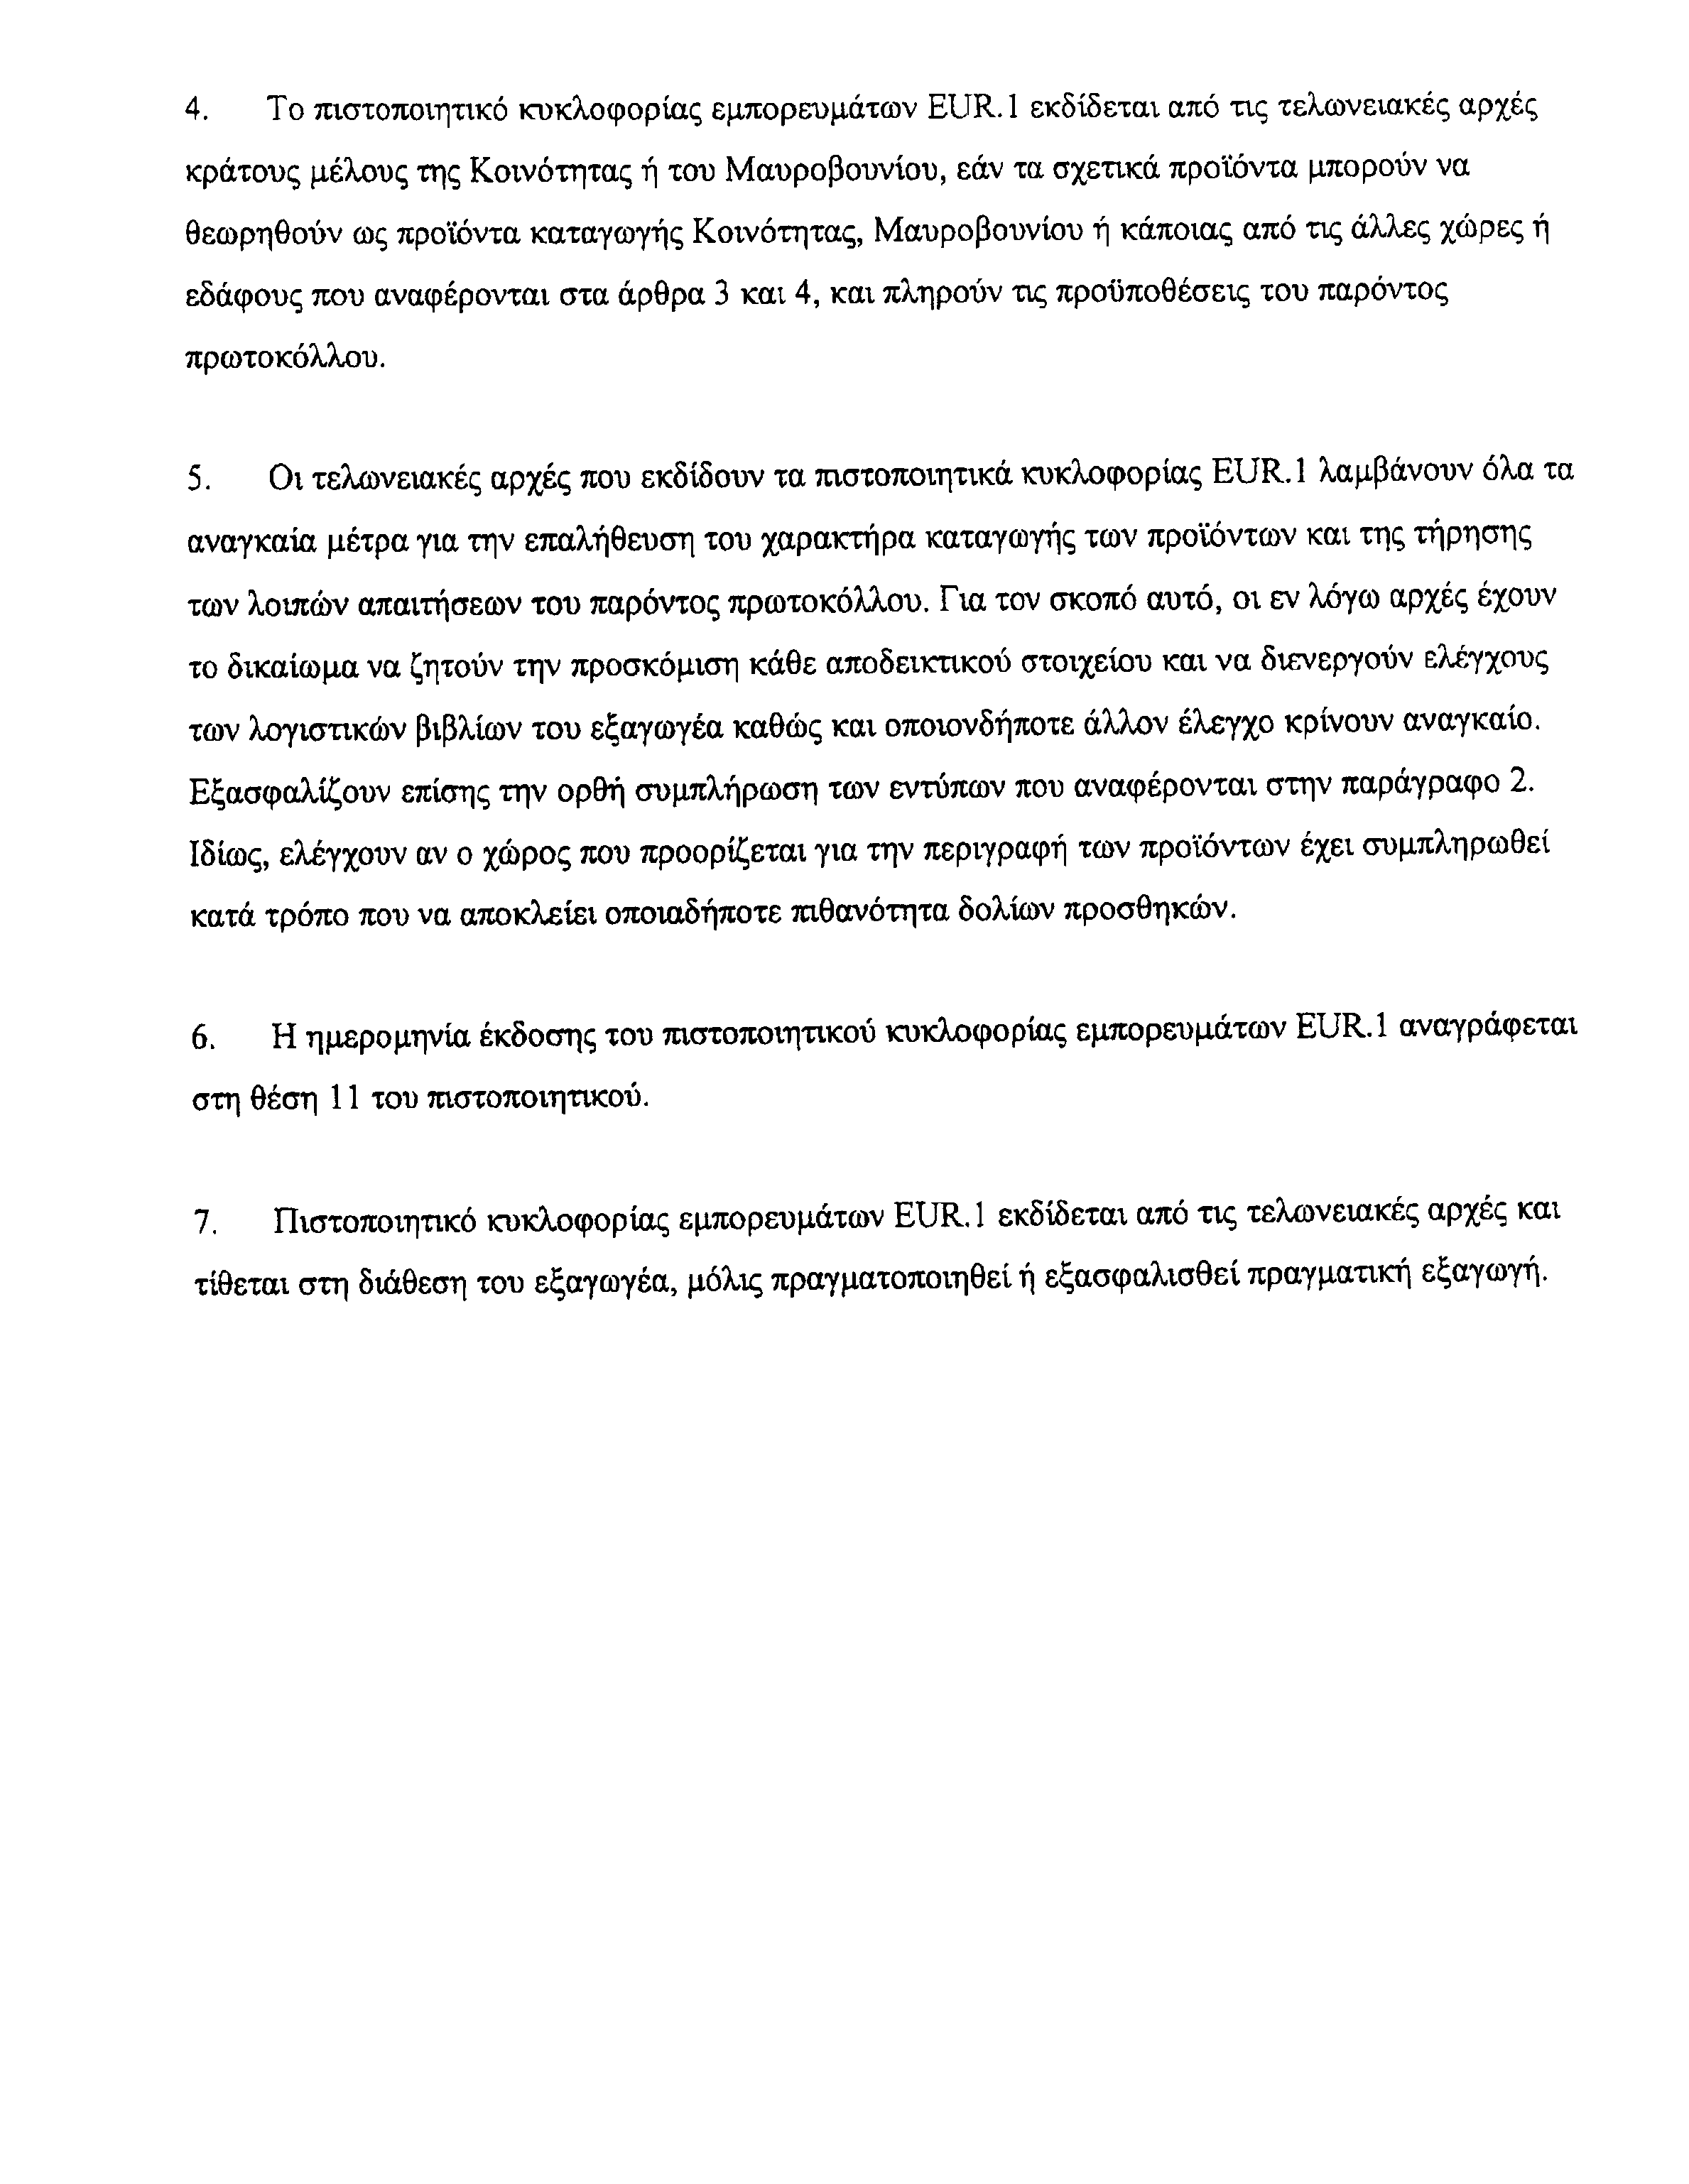 4. Το πιστοποιητικό κυκλοφορίας εμπορευμάτων EUR.1 εκδίδεται από τις τελωνειακές αρχές
κράτους μέλους της Κοινότητας ή του Μαυροβουνίου, εάν τα σχετικά προϊόντα μπορούν να
θεωρηθούν ως προϊόντα καταγωγής Κοινότητας, Μαυροβουνίου ή κάποιας από τις άλλες χώρες ή
εδάφους που αναφέρονται στα άρθρα 3 και 4, και πληρούν τις προϋποθέσεις του παρόντος
πρωτοκόλλου.
5. Οι τελωνειακές αρχές που εκδίδουν τα πιστοποιητικά κυκλοφορίας EUR.1 λαμβάνουν όλα τα
αναγκαία μέτρα για την επαλήθευση του χαρακτήρα καταγωγής των προϊόντων και της τήρησης
των λοιπών απαιτήσεων του παρόντος πρωτοκόλλου. Για τον σκοπό αυτό, οι εν λόγω αρχές έχουν
το δικαίωμα να ζητούν την προσκόμιση κάθε αποδεικτικού στοιχείου και να διενεργούν ελέγχους
των λογιστικών βιβλίων του εξαγωγέα καθώς και οποιονδήποτε άλλον έλεγχο κρίνουν αναγκαίο.
Εξασφαλίζουν επίσης την ορθή συμπλήρωση των εντύπων που αναφέρονται στην παράγραφο 2.
Ιδίως, ελέγχουν αν ο χώρος που προορίζεται για την περιγραφή των προϊόντων έχει συμπληρωθεί
κατά τρόπο που να αποκλείει οποιαδήποτε πιθανότητα δολίων προσθηκών.
6. Η ημερομηνία έκδοσης του πιστοποιητικού κυκλοφορίας εμπορευμάτων EUR.1 αναγράφεται
στη θέση 11 του πιστοποιητικού.
7. Πιστοποιητικό κυκλοφορίας εμπορευμάτων EUR.1 εκδίδεται από τις τελωνειακές αρχές και
τίθεται στη διάθεση του εξαγωγέα, μόλις πραγματοποιηθεί ή εξασφαλισθεί πραγματική εξαγωγή.